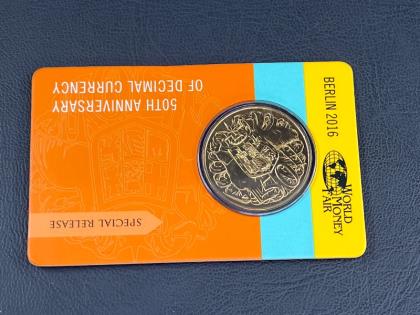 50TH ANNIVERSARY
OF DECIMAL CURRENCY
SPECIAL RELEASE
BERLIN 2016
WORLD
MONEY
FAIR